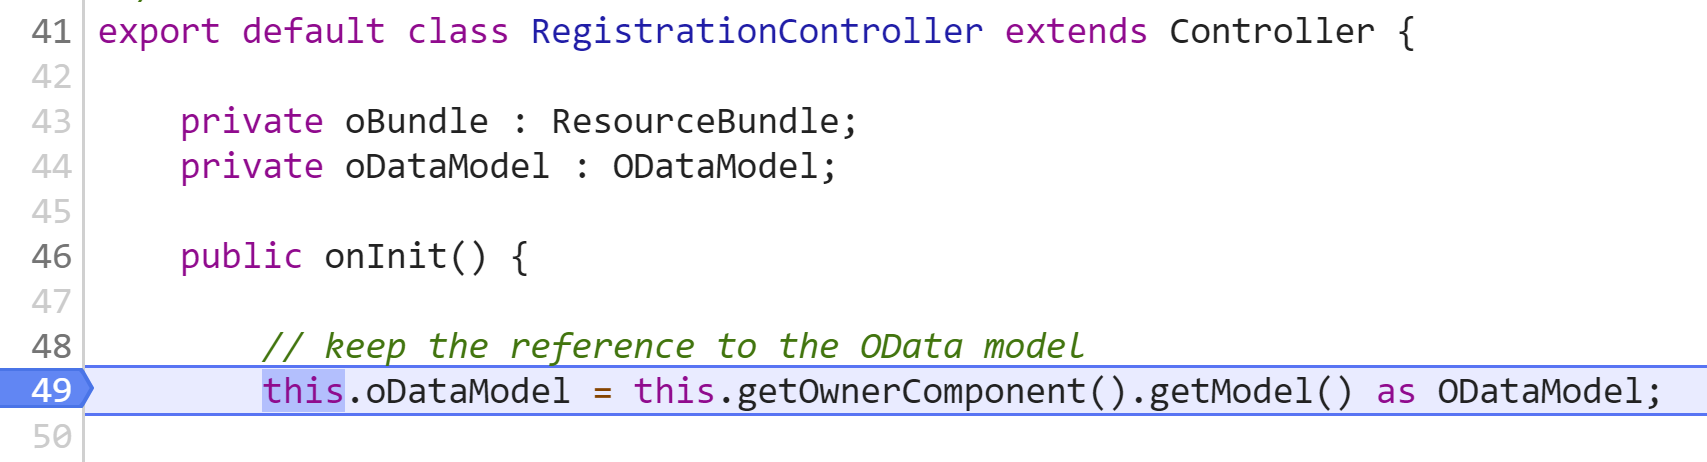 41 export default class RegistrationController extends Controller {
42
43 private oBundle : ResourceBundle;
44 private oDataModel : ODataModel;
45
46 public onInit() {
47
48 // keep the reference to the OData model
49 this.oDataModel = this.getOwnerComponent().getModel() as ODataModel;
50